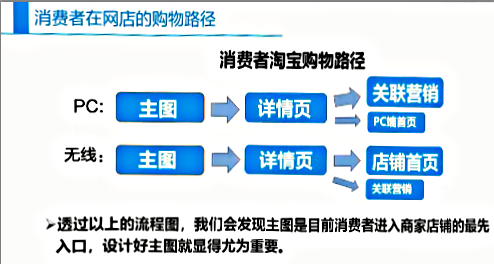 消费者在网店的购物路径
消费者淘宝购物路径
PC: 主图 详情页 关联营销
PC端首页
无线: 主图 详情页 店铺首页
关联营销
➢透过以上的流程图，我们会发现主图是目前消费者进入商家店铺的最先
入口，设计好主图就显得尤为重要。